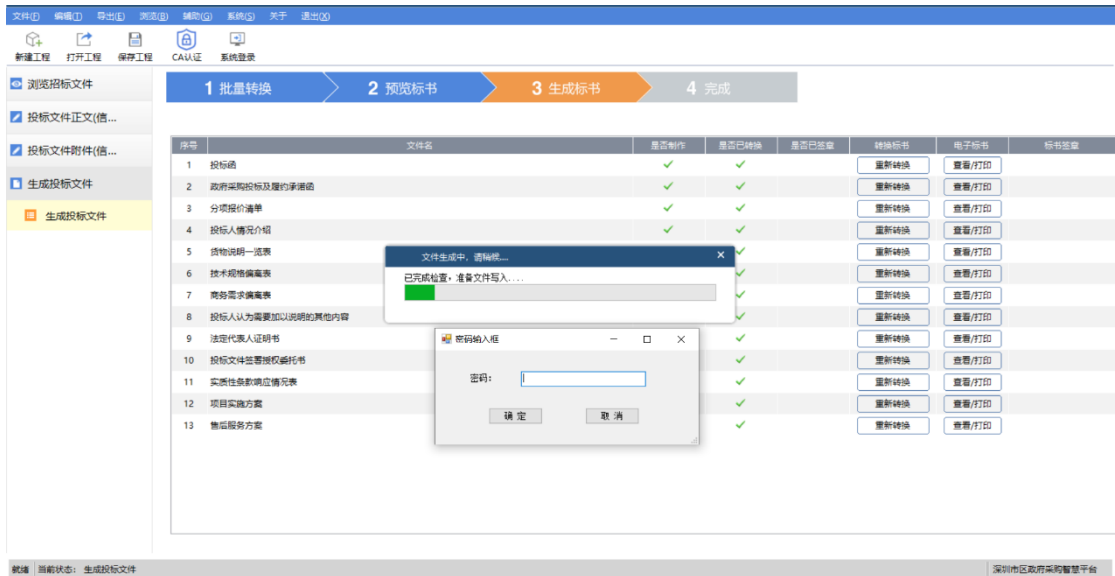 文件(F) 编辑(I) 导出(E) 浏览(B) 辅助(G) 系统(S) 关于 退出(X)
新建工程 打开工程 保存工程 CA认证 系统登录
浏览招标文件
投标文件正文(信...
投标文件附件(信...
生成投标文件
生成投标文件
1 批量转换 2 预览标书 3 生成标书 4 完成
序号 文件名 是否制作 是否已转换 是否已签章 转换标书 电子标书 标书签章
1 投标函 重新转换 查看/打印
2 政府采购投标及履约承诺函 重新转换 查看/打印
3 分项报价清单 重新转换 查看/打印
4 投标人情况介绍 重新转换 查看/打印
5 货物说明一览表 重新转换 查看/打印
6 技术规格偏离表 重新转换 查看/打印
7 商务需求偏离表 重新转换 查看/打印
8 投标人认为需要加以说明的其他内容 重新转换 查看/打印
9 法定代表人证明书 重新转换 查看/打印
10 投标文件签署授权委托书 重新转换 查看/打印
11 实质性条款响应情况表 重新转换 查看/打印
12 项目实施方案 重新转换 查看/打印
13 售后服务方案 重新转换 查看/打印
文件生成中，请稍候...
已完成检查，准备文件写入....
密码输入框
密码：
确 定 取 消
就绪 当前状态： 生成投标文件 深圳市区政府采购智慧平台